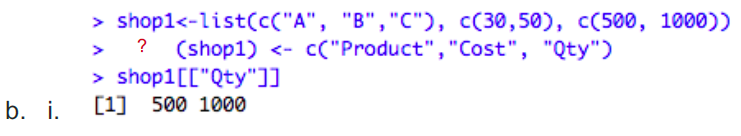 > shop1<-list(c("A", "B","C"), c(30,50), c(500, 1000))
> ? (shop1) <- c("Product","Cost", "Qty")
> shop1[["Qty"]]
b. i. [1] 500 1000